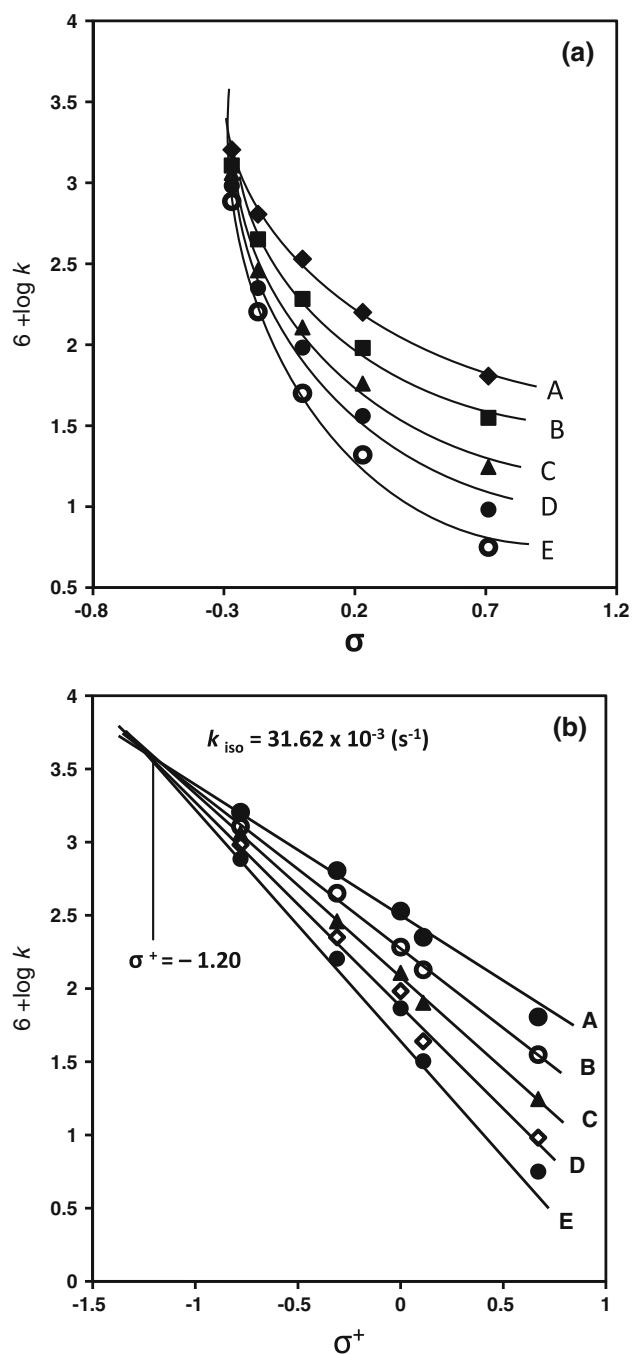 (a)
4
3.5
3
2.5
2
1.5
1
0.5
6 +log k
A
B
C
D
E
-0.8
-0.3
0.2
0.7
1.2
σ
(b)
k iso = 31.62 x 10-3 (s-1)
4
3.5
3
2.5
2
1.5
1
0.5
0
6 +log k
σ + = – 1.20
A
B
C
D
E
-1.5
-1
-0.5
0
0.5
1
σ+